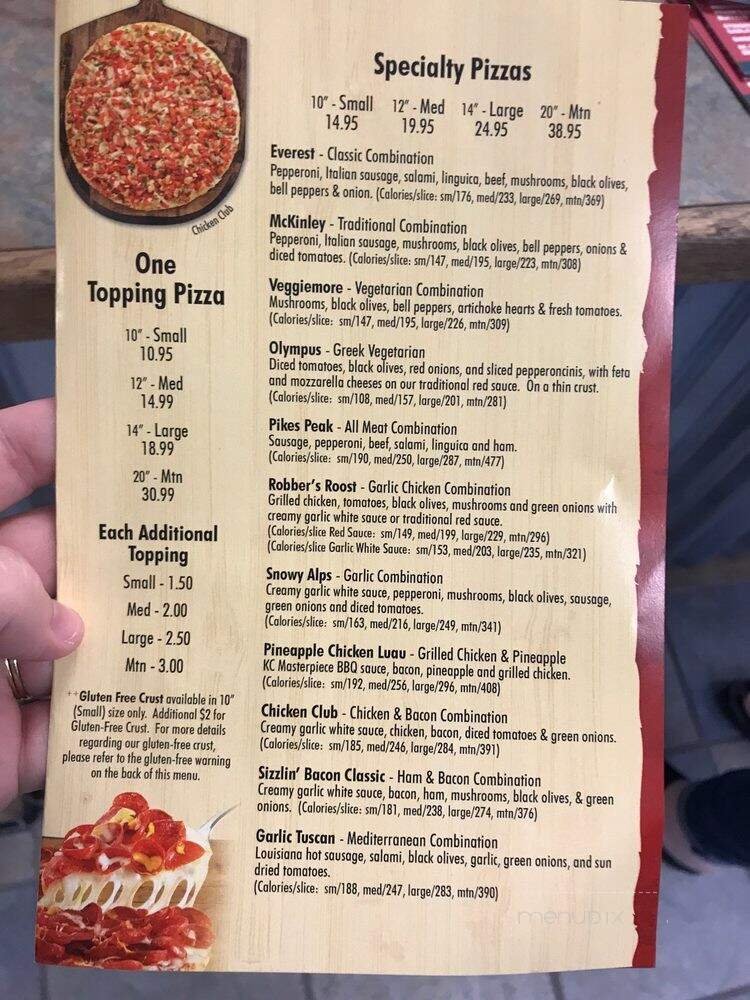 Chicken Club
One
Topping Pizza
10" - Small
10.95
12" - Med
14.99
14" - Large
18.99
20" - Mtn
30.99
Each Additional
Topping
Small - 1.50
Med - 2.00
Large - 2.50
Mtn - 3.00
++Gluten Free Crust available in 10"
(Small) size only. Additional $2 for
Gluten-Free Crust. For more details
regarding our gluten-free crust,
please refer to the gluten-free warning
on the back of this menu.
Specialty Pizzas
10" - Small 12" - Med 14" - Large 20" - Mtn
14.95 19.95 24.95 38.95
Everest - Classic Combination
Pepperoni, Italian sausage, salami, linguica, beef, mushrooms, black olives,
bell peppers & onion. (Calories/slice: sm/176, med/233, large/269, mtn/369)
McKinley - Traditional Combination
Pepperoni, Italian sausage, mushrooms, black olives, bell peppers, onions &
diced tomatoes. (Calories/slice: sm/147, med/195, large/223, mtn/308)
Veggiemore - Vegetarian Combination
Mushrooms, black olives, bell peppers, artichoke hearts & fresh tomatoes.
(Calories/slice: sm/147, med/195, large/226, mtn/309)
Olympus - Greek Vegetarian
Diced tomatoes, black olives, red onions, and sliced pepperoncinis, with feta
and mozzarella cheeses on our traditional red sauce. On a thin crust.
(Calories/slice: sm/108, med/157, large/201, mtn/281)
Pikes Peak - All Meat Combination
Sausage, pepperoni, beef, salami, linguica and ham.
(Calories/slice: sm/190, med/250, large/287, mtn/477)
Robber's Roost - Garlic Chicken Combination
Grilled chicken, tomatoes, black olives, mushrooms and green onions with
creamy garlic white sauce or traditional red sauce.
(Calories/slice Red Sauce: sm/149, med/199, large/229, mtn/296)
(Calories/slice Garlic White Sauce: sm/153, med/203, large/235, mtn/321)
Snowy Alps - Garlic Combination
Creamy garlic white sauce, pepperoni, mushrooms, black olives, sausage,
green onions and diced tomatoes.
(Calories/slice: sm/163, med/216, large/249, mtn/341)
Pineapple Chicken Luau - Grilled Chicken & Pineapple
KC Masterpiece BBQ sauce, bacon, pineapple and grilled chicken.
(Calories/slice: sm/192, med/256, large/296, mtn/408)
Chicken Club - Chicken & Bacon Combination
Creamy garlic white sauce, chicken, bacon, diced tomatoes & green onions.
(Calories/slice: sm/185, med/246, large/284, mtn/391)
Sizzlin' Bacon Classic - Ham & Bacon Combination
Creamy garlic white sauce, bacon, ham, mushrooms, black olives, & green
onions. (Calories/slice: sm/181, med/238, large/274, mtn/376)
Garlic Tuscan - Mediterranean Combination
Louisiana hot sausage, salami, black olives, garlic, green onions, and sun
dried tomatoes.
(Calories/slice: sm/188, med/247, large/283, mtn/390)
menupix